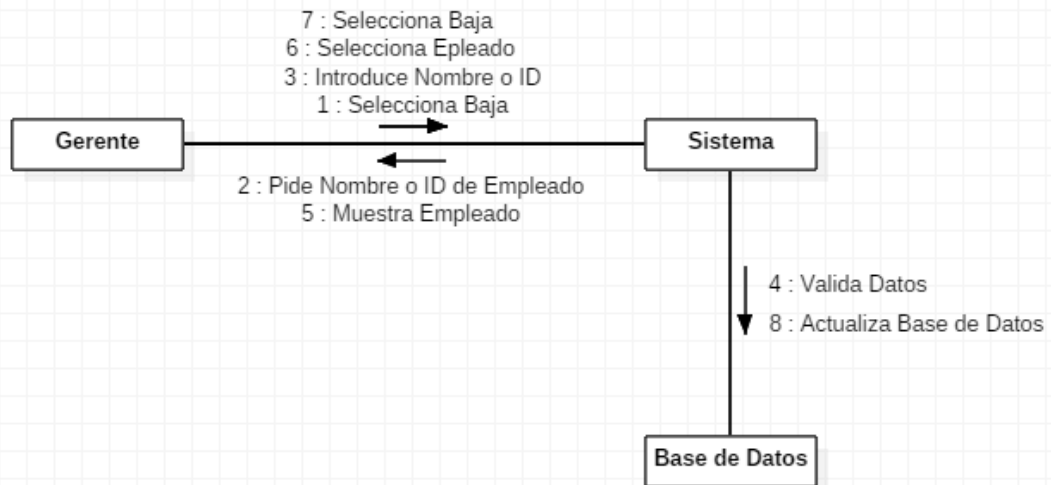 7 : Selecciona Baja
6 : Selecciona Epleado
3 : Introduce Nombre o ID
1 : Selecciona Baja
Gerente
Sistema
2 : Pide Nombre o ID de Empleado
5 : Muestra Empleado
4 : Valida Datos
8 : Actualiza Base de Datos
Base de Datos